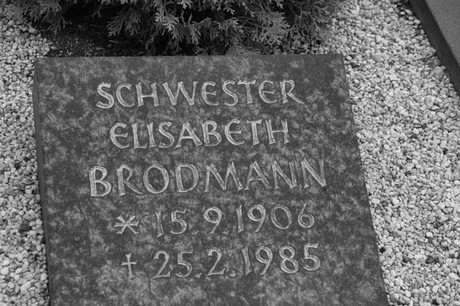 SCHWESTER
ELISABETH
BRODMANN
* 15.9.1906
† 25.2.1985